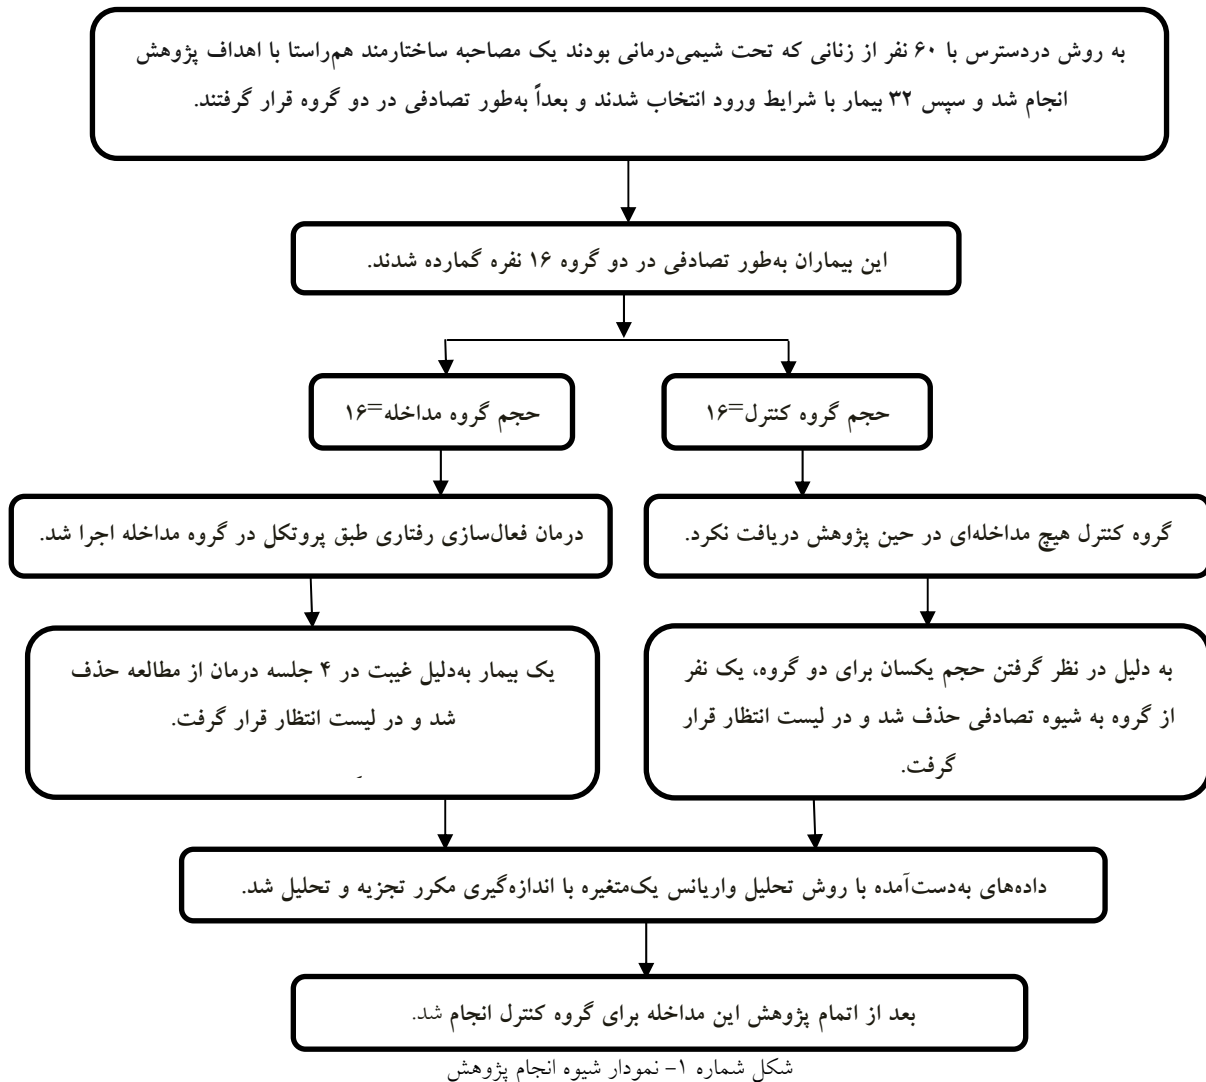 به روش دردسترس با ۶۰ نفر از زنانی که تحت شیمی‌درمانی بودند یک مصاحبه ساختارمند هم‌راستا با اهداف پژوهش
انجام شد و سپس ۳۲ بیمار با شرایط ورود انتخاب شدند و بعداً به‌طور تصادفی در دو گروه قرار گرفتند.
این بیماران به‌طور تصادفی در دو گروه ۱۶ نفره گمارده شدند.
حجم گروه کنترل=۱۶
حجم گروه مداخله=۱۶
گروه کنترل هیچ مداخله‌ای در حین پژوهش دریافت نکرد.
درمان فعال‌سازی رفتاری طبق پروتکل در گروه مداخله اجرا شد.
به دلیل در نظر گرفتن حجم یکسان برای دو گروه، یک نفر
از گروه به شیوه تصادفی حذف شد و در لیست انتظار قرار
گرفت.
یک بیمار به‌دلیل غیبت در ۴ جلسه درمان از مطالعه حذف
شد و در لیست انتظار قرار گرفت.
داده‌های به‌دست‌آمده با روش تحلیل واریانس یک‌متغیره با اندازه‌گیری مکرر تجزیه و تحلیل شد.
بعد از اتمام پژوهش این مداخله برای گروه کنترل انجام شد.
شکل شماره ۱- نمودار شیوه انجام پژوهش